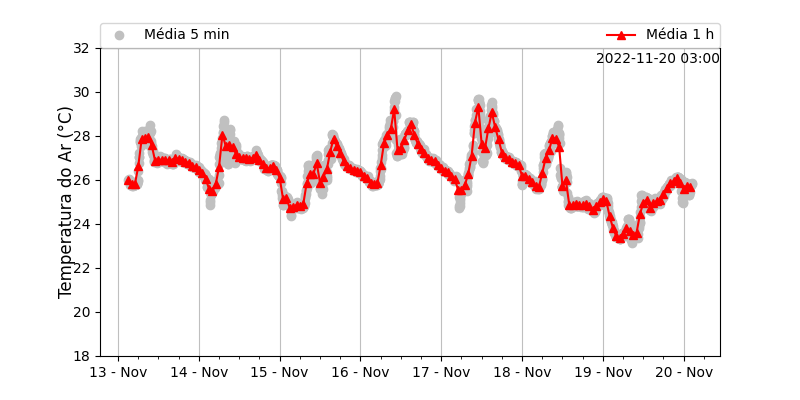 Média 5 min
Média 1 h
2022-11-20 03:00
Temperatura do Ar (°C)
32
30
28
26
24
22
20
18
13 - Nov
14 - Nov
15 - Nov
16 - Nov
17 - Nov
18 - Nov
19 - Nov
20 - Nov